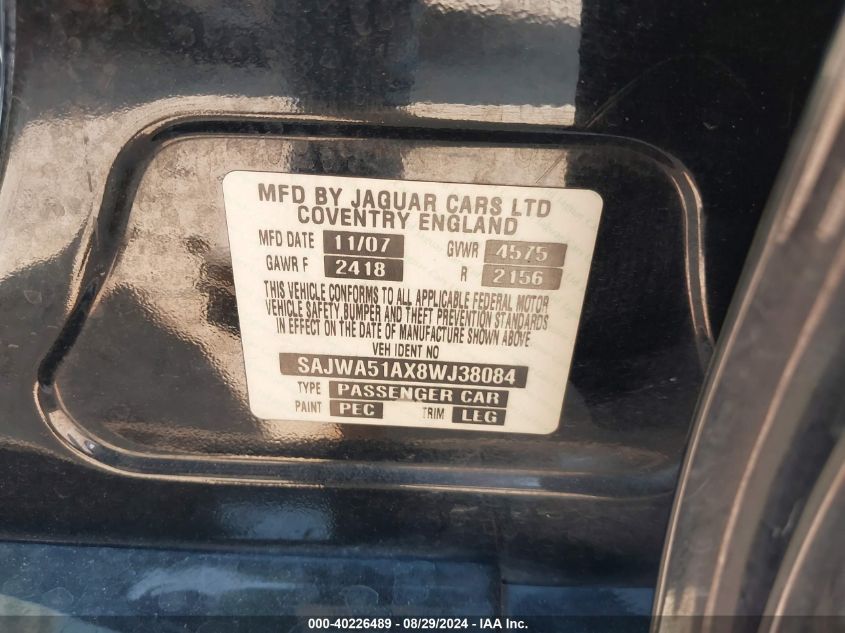 MFD BY JAGUAR CARS LTD
COVENTRY ENGLAND
MFD DATE 11/07 GVWR 4575
GAWR F 2418 R 2156
THIS VEHICLE CONFORMS TO ALL APPLICABLE FEDERAL MOTOR
VEHICLE SAFETY, BUMPER AND THEFT PREVENTION STANDARDS
IN EFFECT ON THE DATE OF MANUFACTURE SHOWN ABOVE
VEH IDENT NO
SAJWA51AX8WJ38084
TYPE PASSENGER CAR
PAINT PEC TRIM LEG
000-40226489 - 08/29/2024 - IAA Inc.